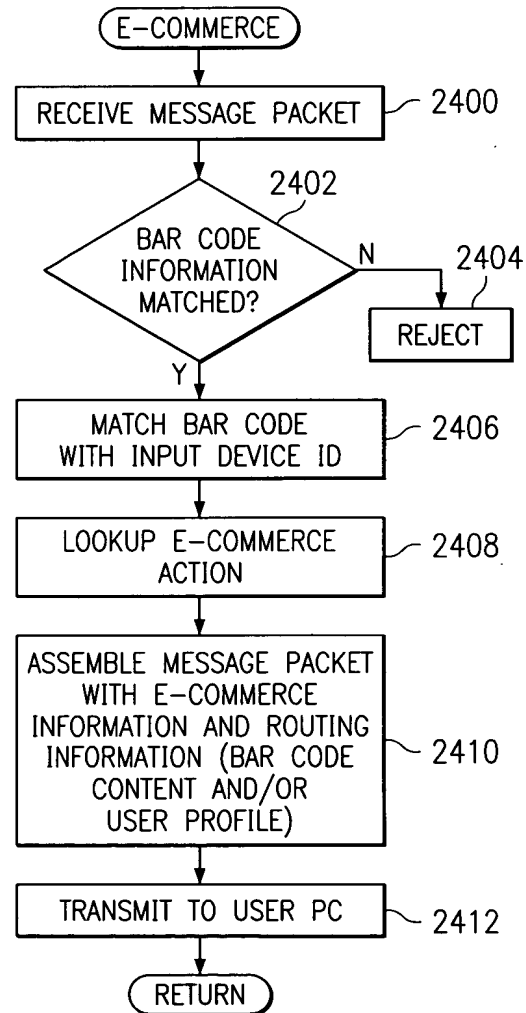 E-COMMERCE
RECEIVE MESSAGE PACKET
2400
2402
BAR CODE
INFORMATION
MATCHED?
N
2404
REJECT
Y
MATCH BAR CODE
WITH INPUT DEVICE ID
2406
LOOKUP E-COMMERCE
ACTION
2408
ASSEMBLE MESSAGE PACKET
WITH E-COMMERCE
INFORMATION AND ROUTING
INFORMATION (BAR CODE
CONTENT AND/OR
USER PROFILE)
2410
TRANSMIT TO USER PC
2412
RETURN